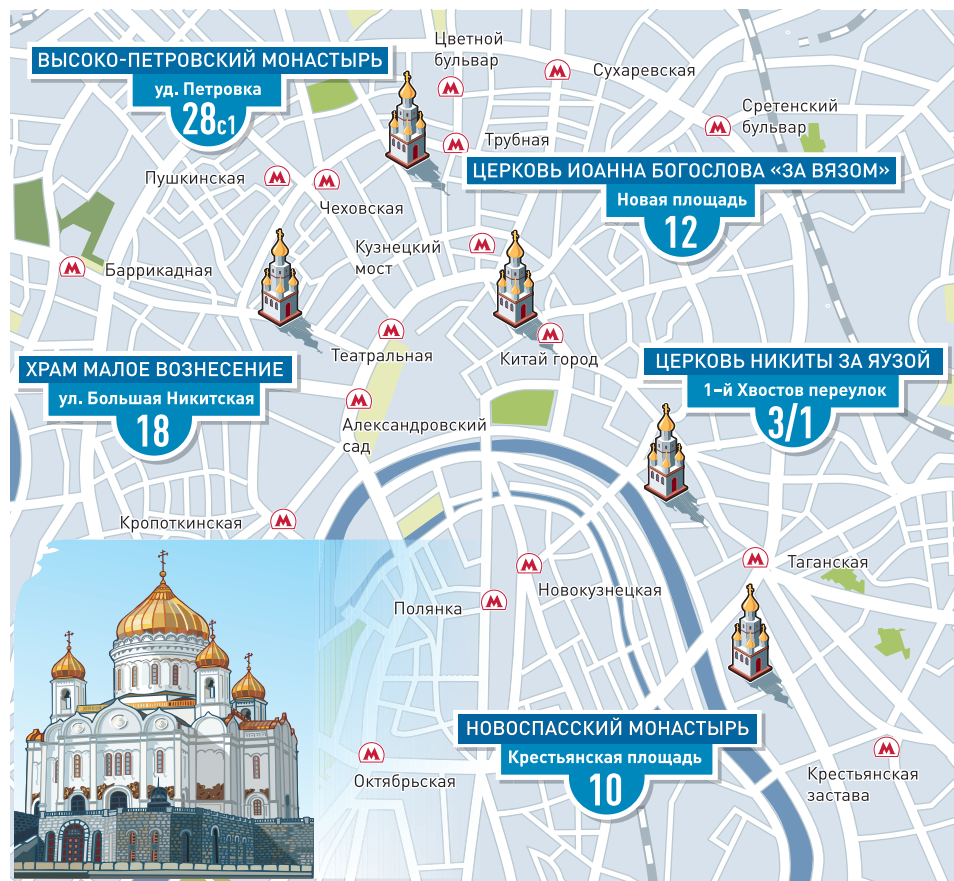 Цветной
бульвар
ВЫСОКО-ПЕТРОВСКИЙ МОНАСТЫРЬ
уд. Петровка
28с1
Сухаревская
Сретенский
бульвар
Трубная
ЦЕРКОВЬ ИОАННА БОГОСЛОВА «ЗА ВЯЗОМ»
Новая площадь
12
Пушкинская
Чеховская
Кузнецкий
мост
Баррикадная
Театральная
Китай город
ХРАМ МАЛОЕ ВОЗНЕСЕНИЕ
ул. Большая Никитская
18
ЦЕРКОВЬ НИКИТЫ ЗА ЯУЗОЙ
1-й Хвостов переулок
3/1
Александровский
сад
Кропоткинская
Таганская
Новокузнецкая
Полянка
НОВОСПАССКИЙ МОНАСТЫРЬ
Крестьянская площадь
10
Октябрьская
Крестьянская
застава